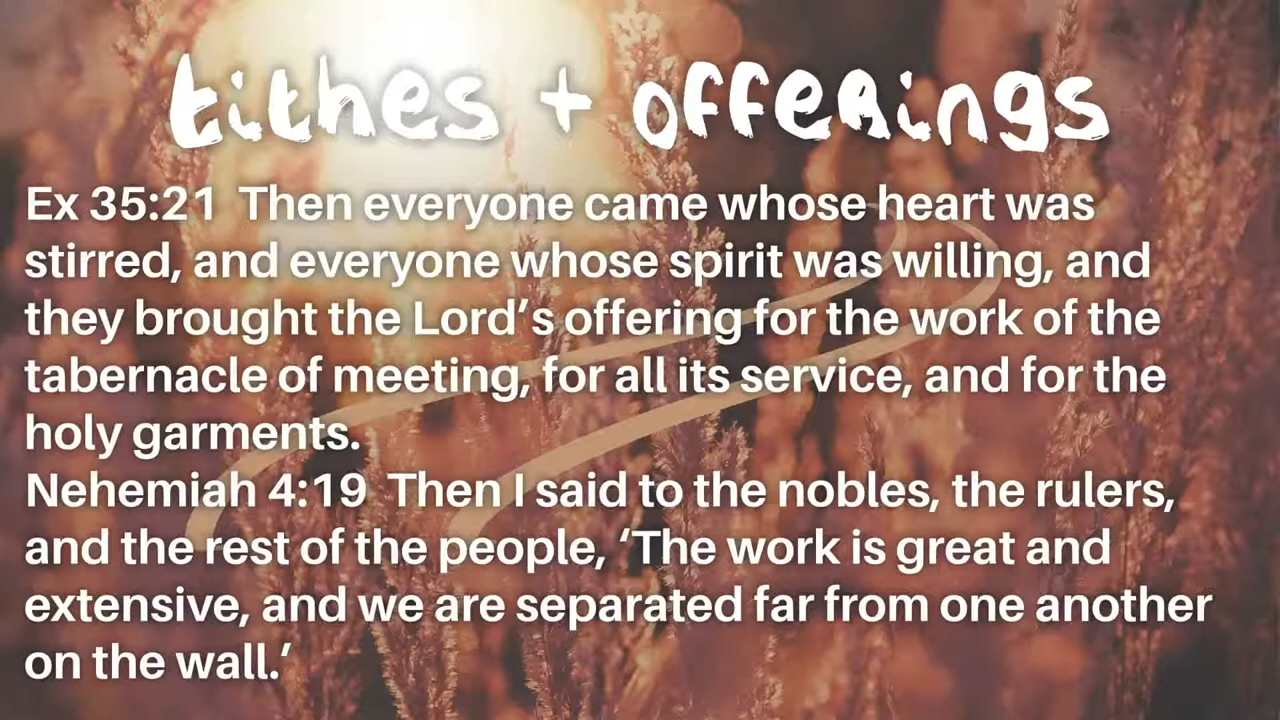 tithes + offerings
Ex 35:21  Then everyone came whose heart was
stirred, and everyone whose spirit was willing, and
they brought the Lord’s offering for the work of the
tabernacle of meeting, for all its service, and for the
holy garments.
Nehemiah 4:19  Then I said to the nobles, the rulers,
and the rest of the people, ‘The work is great and
extensive, and we are separated far from one another
on the wall.’